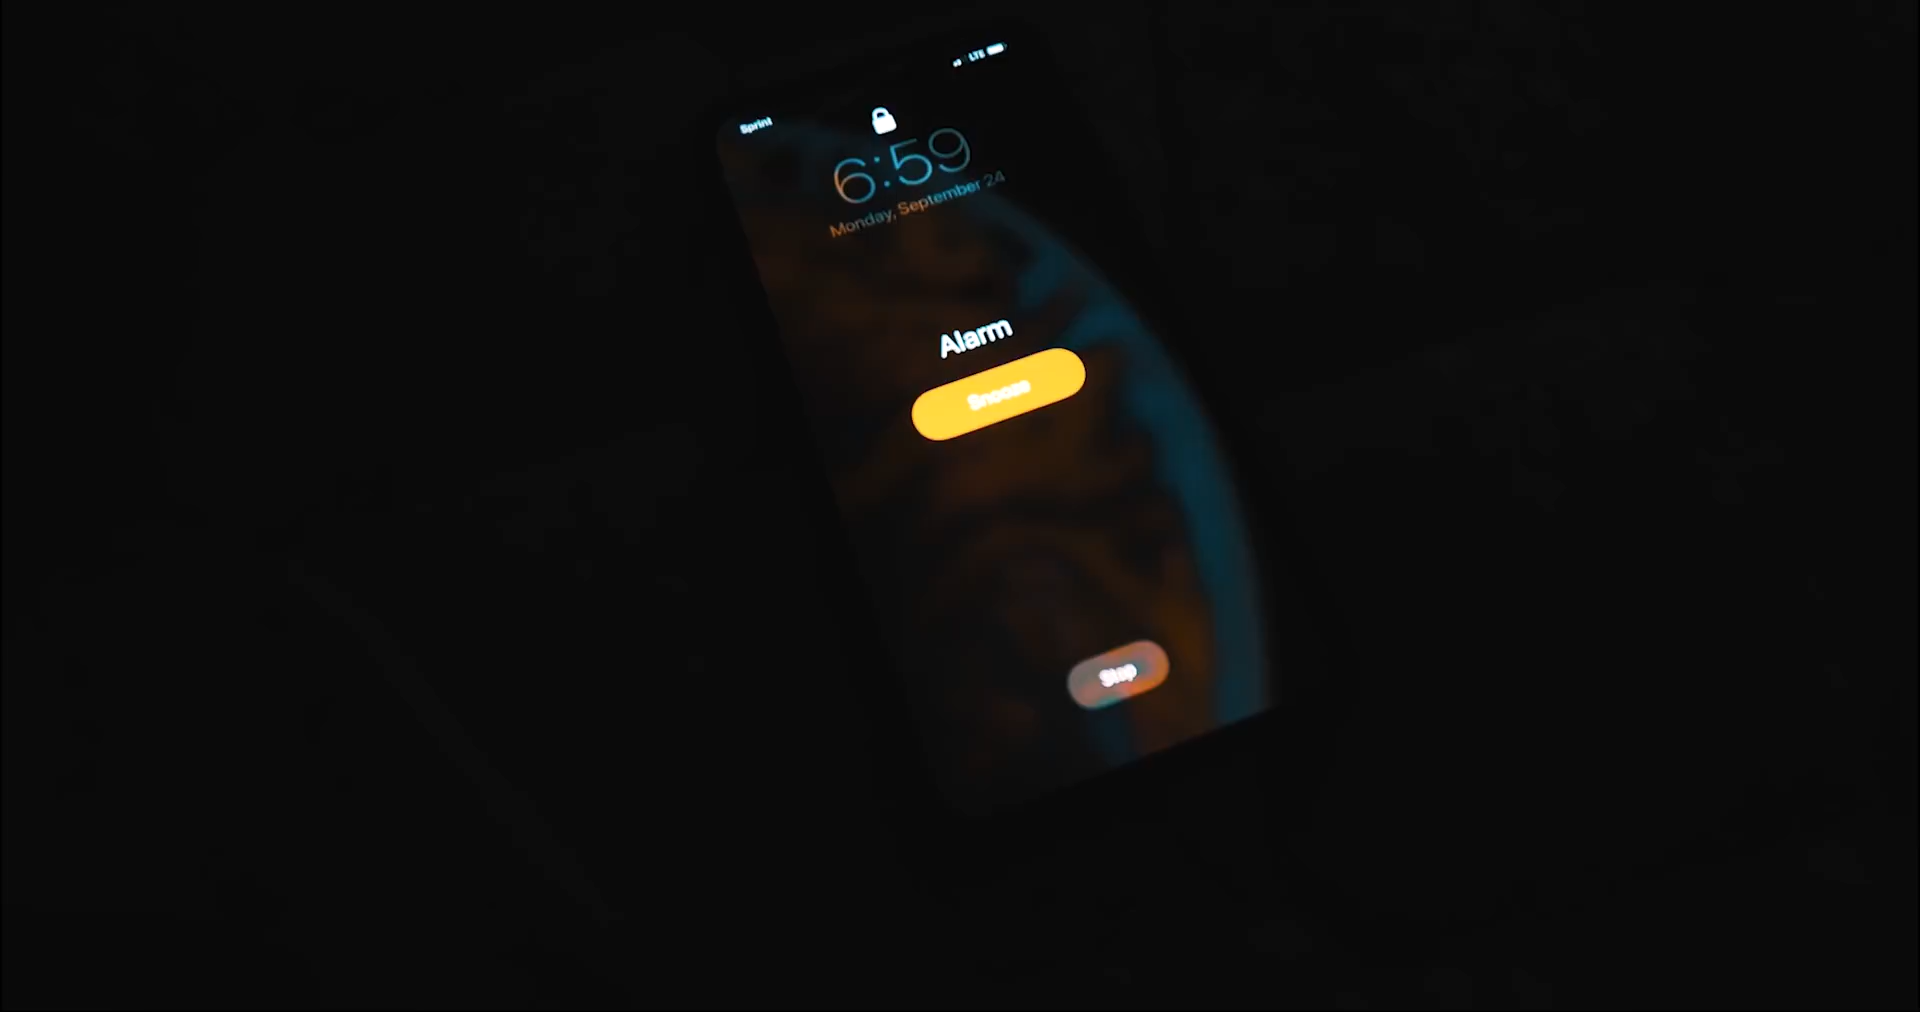 Sprint
LTE
6:59
Monday, September 24
Alarm
Snooze
Stop